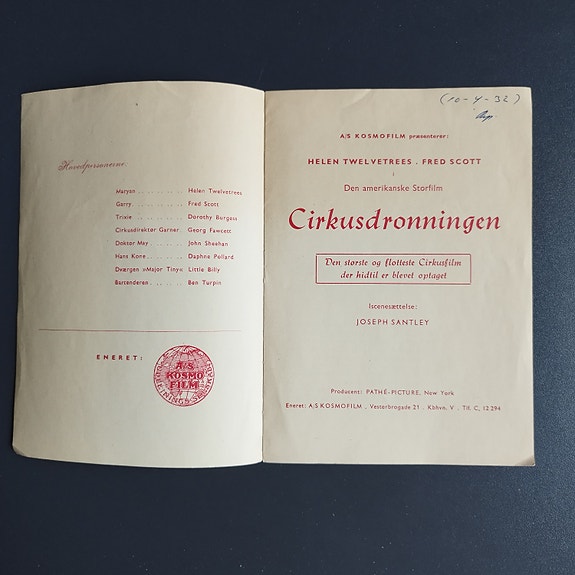 Hovedpersonerne:
Maryan . . . . . . . . . Helen Twelvetrees
Garry . . . . . . . . . . Fred Scott
Trixie . . . . . . . . . . Dorothy Burgess
Cirkusdirektør Garner Georg Fawcett
Doktor May . . . . . . John Sheehan
Hans Kone . . . . . . . Daphne Pollard
Dværgen »Major Tiny« Little Billy
Bartenderen . . . . . . Ben Turpin
ENERET:
A/S
KOSMO
FILM
(10-4-32)
A/S KOSMOFILM præsenterer:
HELEN TWELVETREES . FRED SCOTT
i
Den amerikanske Storfilm
Cirkusdronningen
Den største og flotteste Cirkusfilm
der hidtil er blevet optaget
Iscenesættelse:
JOSEPH SANTLEY
Producent: PATHÉ-PICTURE, New York
Eneret: A/S KOSMOFILM . Vesterbrogade 21 . Kbhvn. V . Tlf. C. 12294